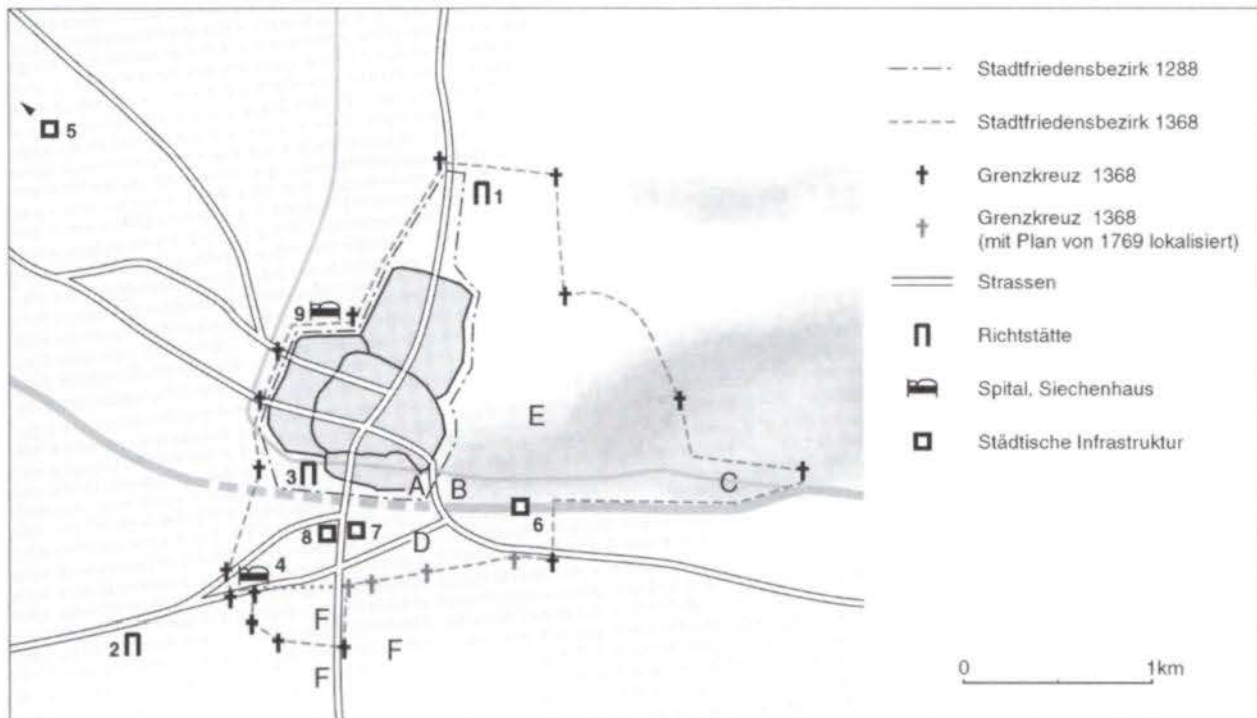 Stadtfriedensbezirk 1288
Stadtfriedensbezirk 1368
Grenzkreuz 1368
Grenzkreuz 1368
(mit Plan von 1769 lokalisiert)
Strassen
Richtstätte
Spital, Siechenhaus
Städtische Infrastruktur
0 1km
5
1
9
E
3
A B
C
6
8 7
D
4
F
2
F
F